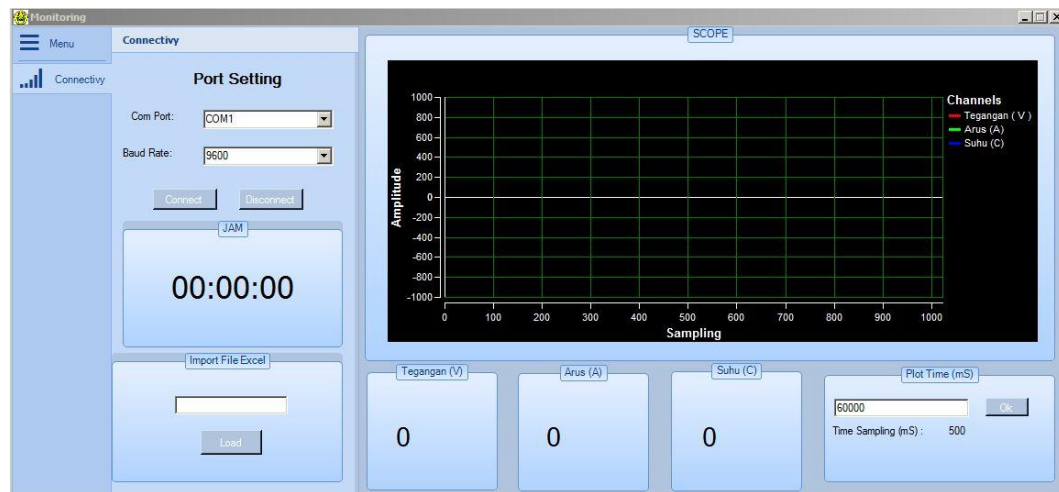 Monitoring
Menu
Connectivy
Connectivy
Port Setting
Com Port:
COM1
Baud Rate:
9600
Connect
Disconnect
JAM
00:00:00
Import File Excel
Load
SCOPE
Amplitude
1000
800
600
400
200
0
-200
-400
-600
-800
-1000
0 100 200 300 400 500 600 700 800 900 1000
Sampling
Channels
Tegangan ( V )
Arus (A)
Suhu (C)
Tegangan (V)
0
Arus (A)
0
Suhu (C)
0
Plot Time (mS)
60000
Ok
Time Sampling (mS) : 500